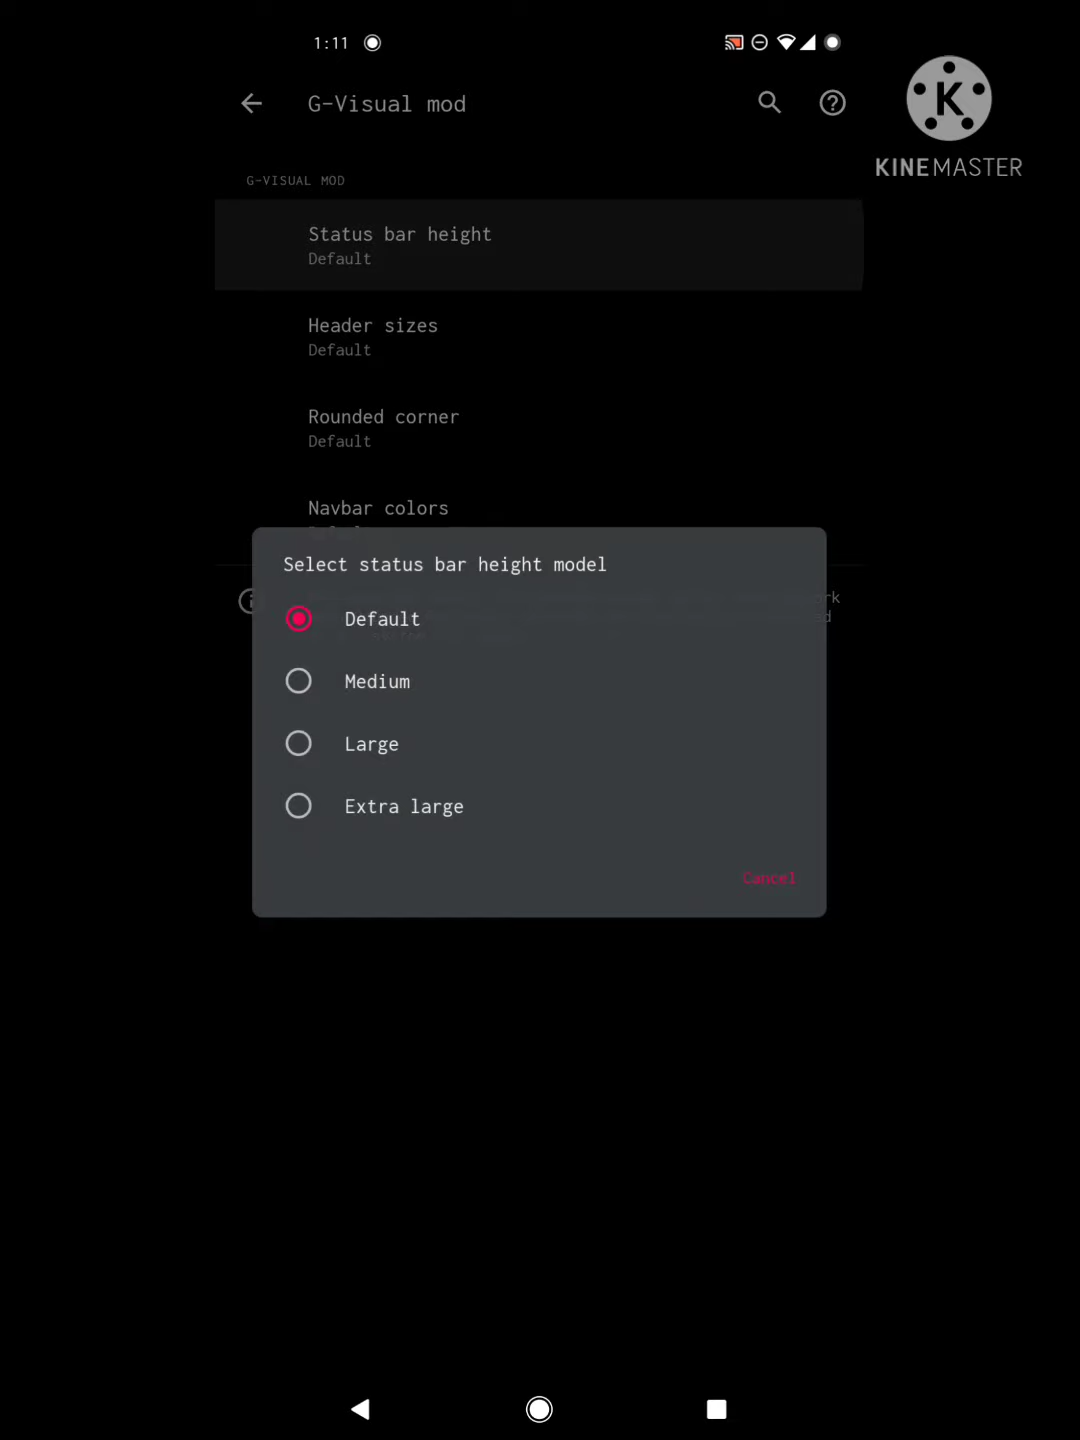 1:11
G-Visual mod
KINEMASTER
G-VISUAL MOD
Status bar height
Default
Header sizes
Default
Rounded corner
Default
Navbar colors
Select status bar height model
Default
Medium
Large
Extra large
Cancel